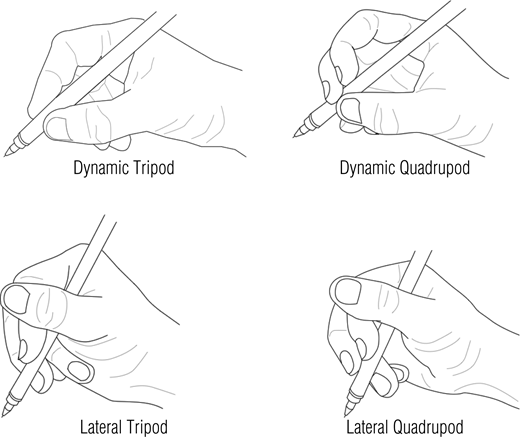 Dynamic Tripod
Dynamic Quadrupod
Lateral Tripod
Lateral Quadrupod